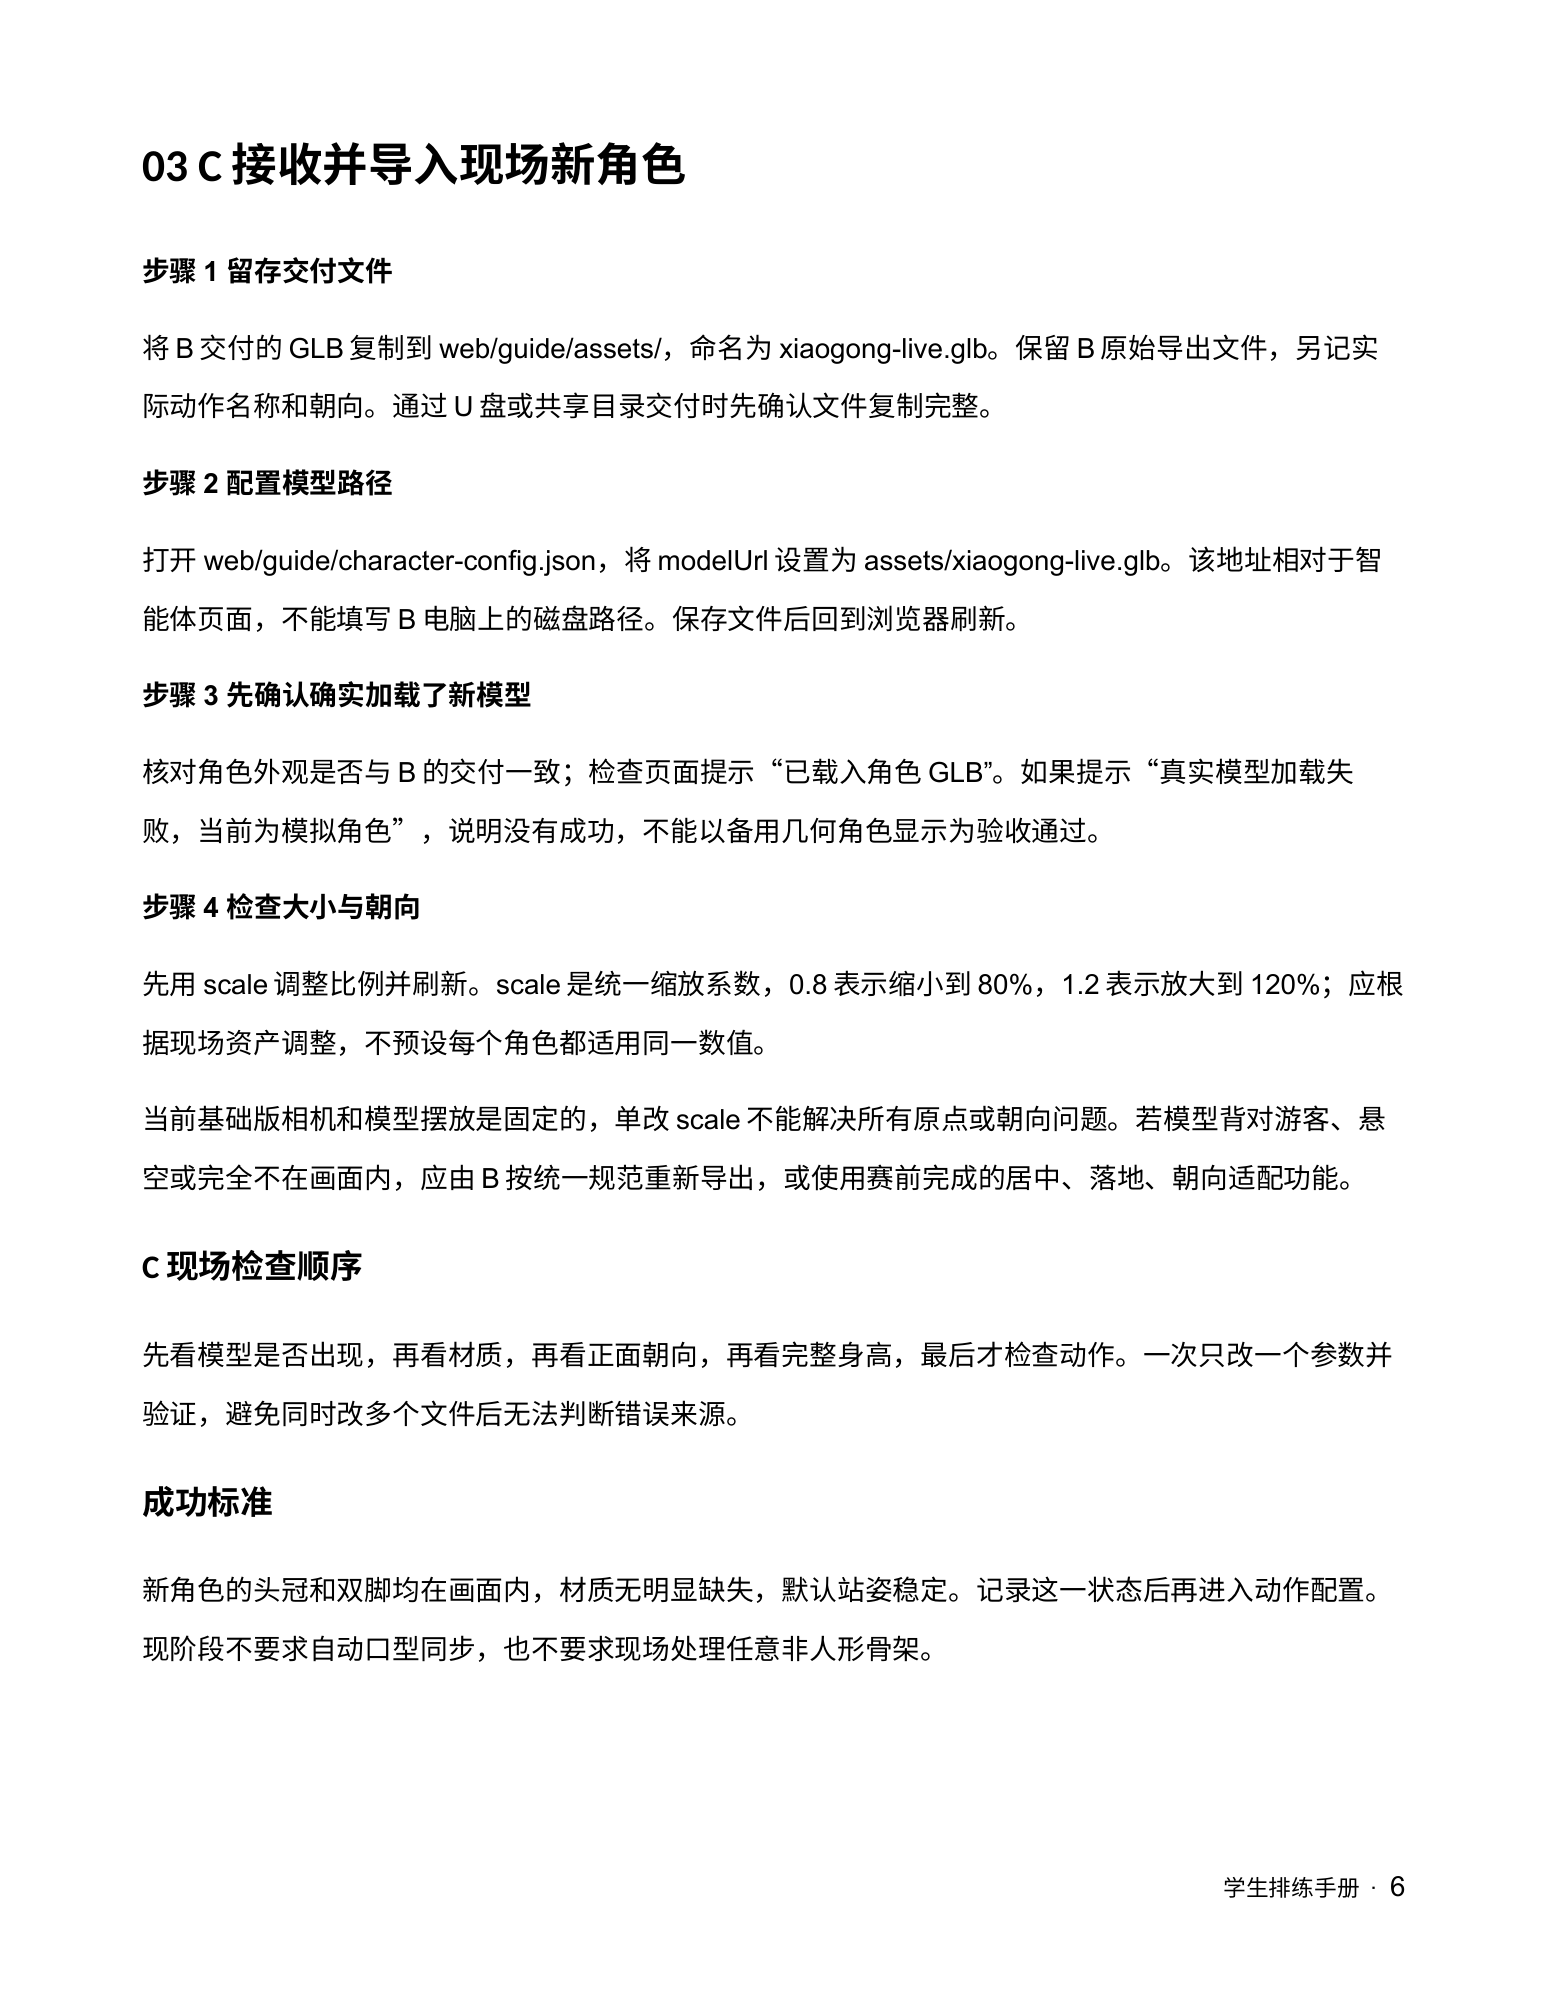 03 C 接收并导入现场新角色
步骤 1 留存交付文件
将 B 交付的 GLB 复制到 web/guide/assets/，命名为 xiaogong-live.glb。保留 B 原始导出文件，另记实
际动作名称和朝向。通过 U 盘或共享目录交付时先确认文件复制完整。
步骤 2 配置模型路径
打开 web/guide/character-config.json，将 modelUrl 设置为 assets/xiaogong-live.glb。该地址相对于智
能体页面，不能填写 B 电脑上的磁盘路径。保存文件后回到浏览器刷新。
步骤 3 先确认确实加载了新模型
核对角色外观是否与 B 的交付一致；检查页面提示“已载入角色 GLB”。如果提示“真实模型加载失
败，当前为模拟角色”，说明没有成功，不能以备用几何角色显示为验收通过。
步骤 4 检查大小与朝向
先用 scale 调整比例并刷新。scale 是统一缩放系数，0.8 表示缩小到 80%，1.2 表示放大到 120%；应根
据现场资产调整，不预设每个角色都适用同一数值。
当前基础版相机和模型摆放是固定的，单改 scale 不能解决所有原点或朝向问题。若模型背对游客、悬
空或完全不在画面内，应由 B 按统一规范重新导出，或使用赛前完成的居中、落地、朝向适配功能。
C 现场检查顺序
先看模型是否出现，再看材质，再看正面朝向，再看完整身高，最后才检查动作。一次只改一个参数并
验证，避免同时改多个文件后无法判断错误来源。
成功标准
新角色的头冠和双脚均在画面内，材质无明显缺失，默认站姿稳定。记录这一状态后再进入动作配置。
现阶段不要求自动口型同步，也不要求现场处理任意非人形骨架。
学生排练手册 · 6